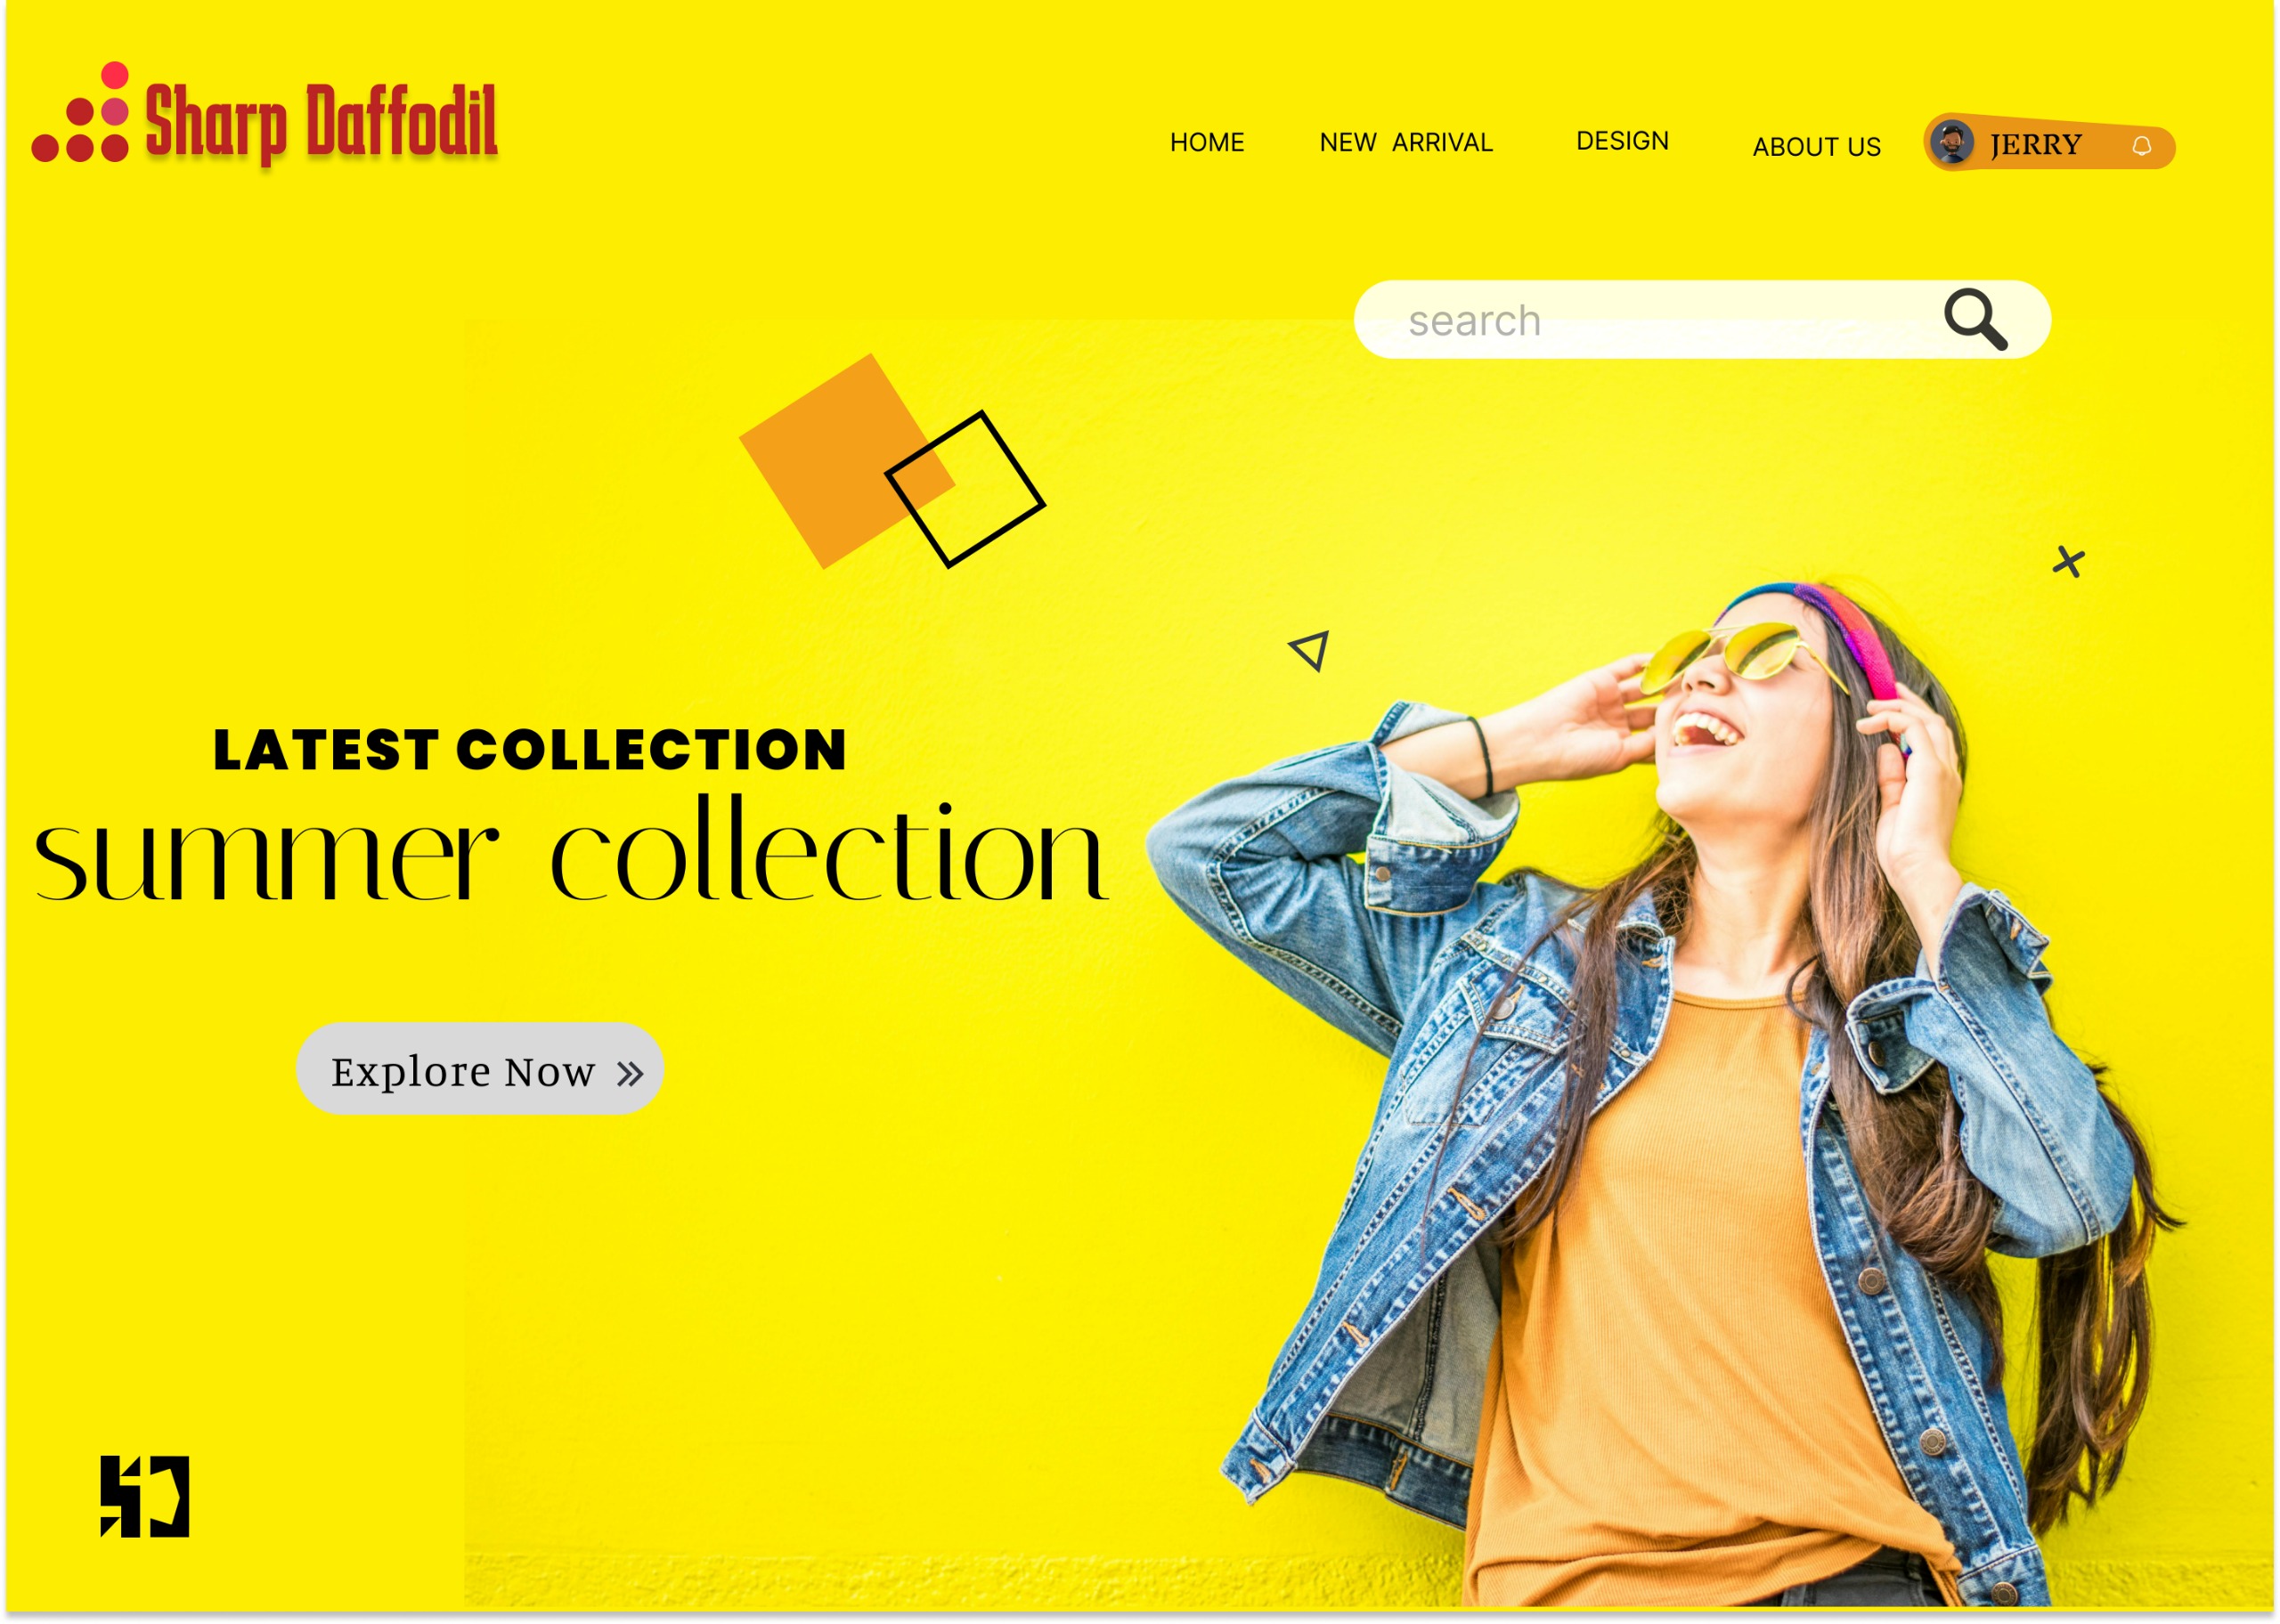 Sharp Daffodil
HOME NEW ARRIVAL DESIGN ABOUT US JERRY
search
LATEST COLLECTION
summer collection
Explore Now »